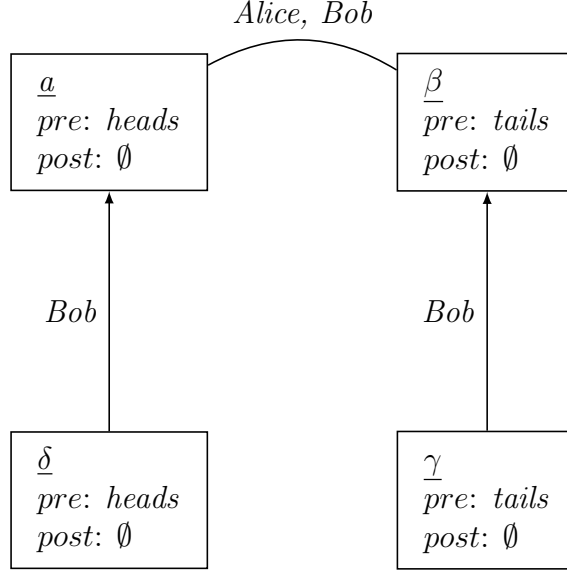 Alice, Bob
a
pre: heads
post: ∅
β
pre: tails
post: ∅
Bob
Bob
δ
pre: heads
post: ∅
γ
pre: tails
post: ∅